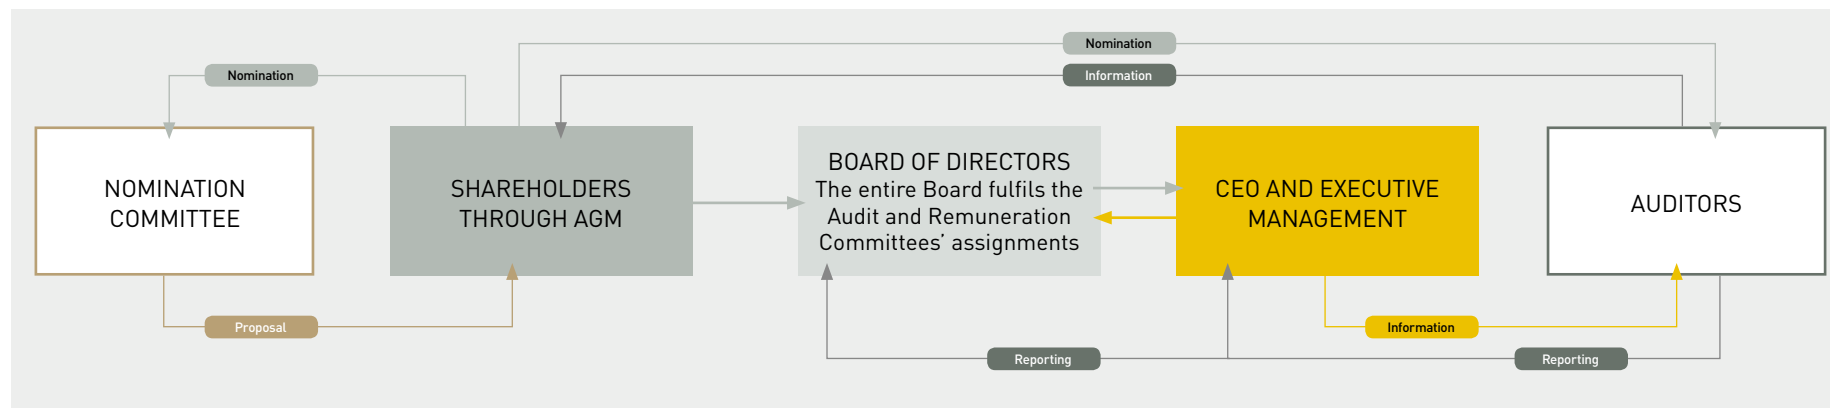 Nomination
Information
Nomination
NOMINATION
COMMITTEE
SHAREHOLDERS
THROUGH AGM
BOARD OF DIRECTORS
The entire Board fulfils the
Audit and Remuneration
Committees’ assignments
CEO AND EXECUTIVE
MANAGEMENT
AUDITORS
Proposal
Information
Reporting
Reporting